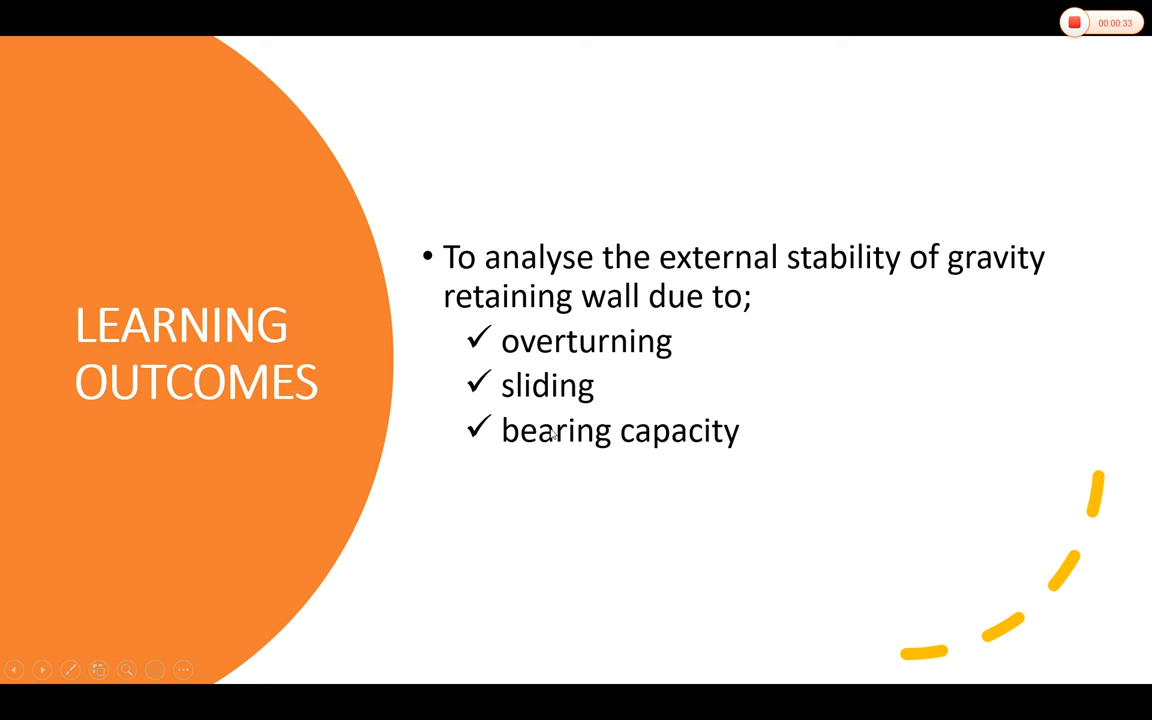 00:00:33
LEARNING
OUTCOMES
• To analyse the external stability of gravity
retaining wall due to;
✓ overturning
✓ sliding
✓ bearing capacity